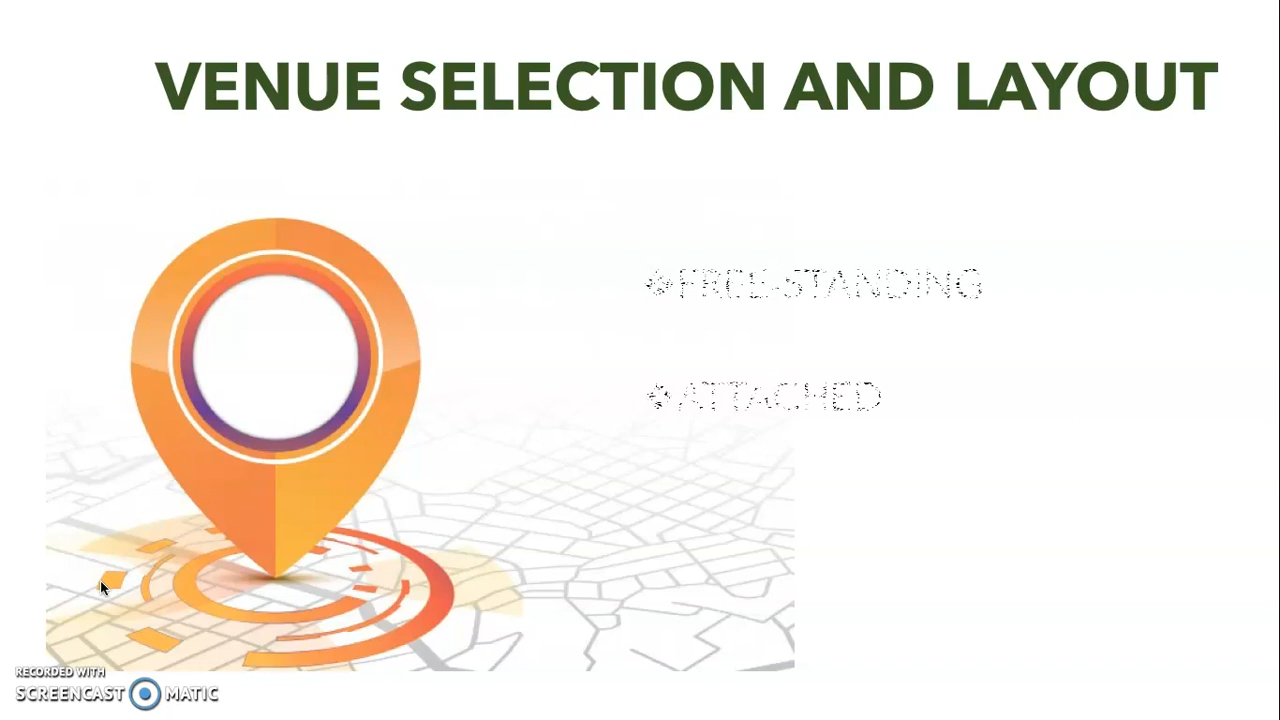 VENUE SELECTION AND LAYOUT
❖FREE-STANDING
❖ATTACHED
RECORDED WITH
SCREENCAST MATIC